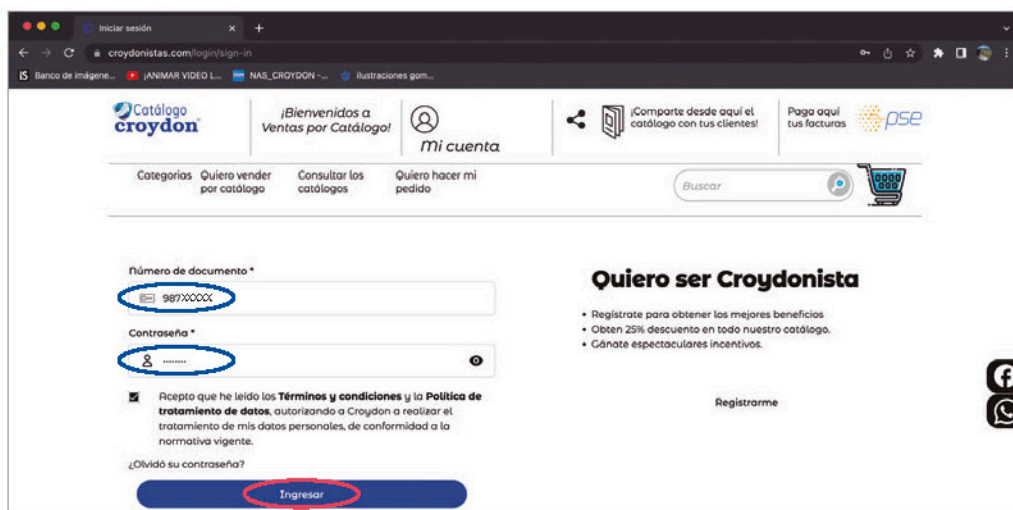 Iniciar sesión
croydonistas.com/login/sign-in
Banco de imágene...
¡ANIMAR VIDEO L...
NAS_CROYDON -...
ilustraciones gom...
Catálogo
croydon
¡Bienvenidos a
Ventas por Catálogo!
Mi cuenta
¡Comparte desde aquí el
catálogo con tus clientes!
Paga aquí
tus facturas
pse
Categorias
Quiero vender
por catálogo
Consultar los
catálogos
Quiero hacer mi
pedido
Buscar
Número de documento *
987XXXXX
Contraseña *
........
Acepto que he leído los Términos y condiciones y la Política de
tratamiento de datos, autorizando a Croydon a realizar el
tratamiento de mis datos personales, de conformidad a la
normativa vigente.
¿Olvidó su contraseña?
Ingresar
Quiero ser Croydonista
• Regístrate para obtener los mejores beneficios
• Obten 25% descuento en todo nuestro catálogo.
• Gánate espectaculares incentivos.
Registrarme